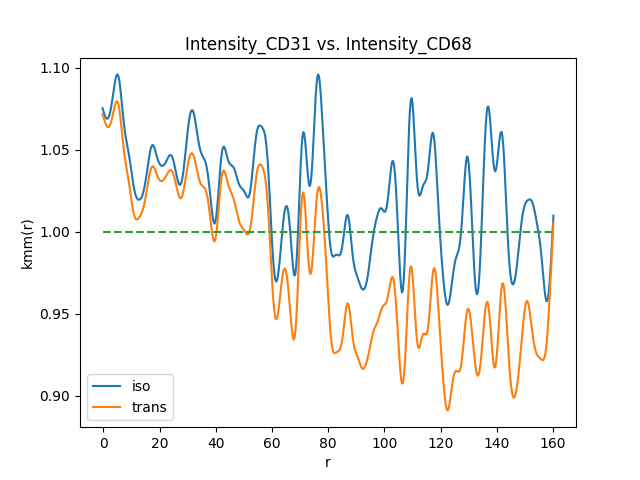 Intensity_CD31 vs. Intensity_CD68
1.10
1.05
1.00
0.95
0.90
kmm(r)
iso
trans
0 20 40 60 80 100 120 140 160
r